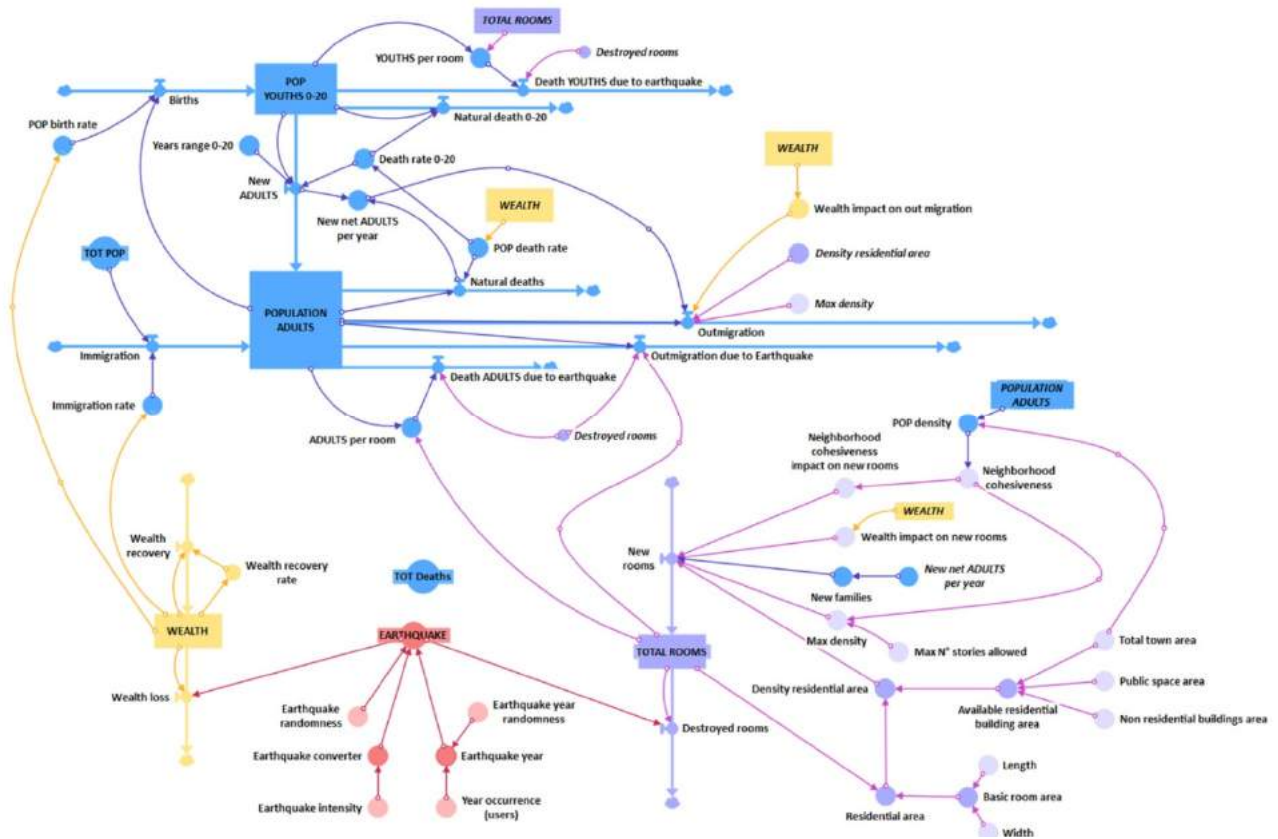 TOTAL ROOMS
YOUTHS per room
Destroyed rooms
POP
YOUTHS 0-20
Death YOUTHS due to earthquake
Births
Natural death 0-20
POP birth rate
Years range 0-20
Death rate 0-20
WEALTH
New
ADULTS
New net ADULTS
per year
WEALTH
Wealth impact on out migration
TOT POP
POP death rate
Density residential area
Natural deaths
Max density
POPULATION
ADULTS
Outmigration
Immigration
Outmigration due to Earthquake
Death ADULTS due to earthquake
Immigration rate
POPULATION
ADULTS
POP density
ADULTS per room
Destroyed rooms
Neighborhood
cohesiveness
impact on new rooms
Neighborhood
cohesiveness
WEALTH
Wealth
recovery
Wealth recovery
rate
New
rooms
Wealth impact on new rooms
TOT Deaths
New net ADULTS
per year
New families
WEALTH
EARTHQUAKE
TOTAL ROOMS
Max density
Max N° stories allowed
Total town area
Public space area
Density residential area
Available residential
building area
Non residential buildings area
Wealth loss
Earthquake
randomness
Earthquake year
randomness
Destroyed rooms
Earthquake converter
Earthquake year
Length
Basic room area
Earthquake intensity
Year occurrence
(users)
Residential area
Width